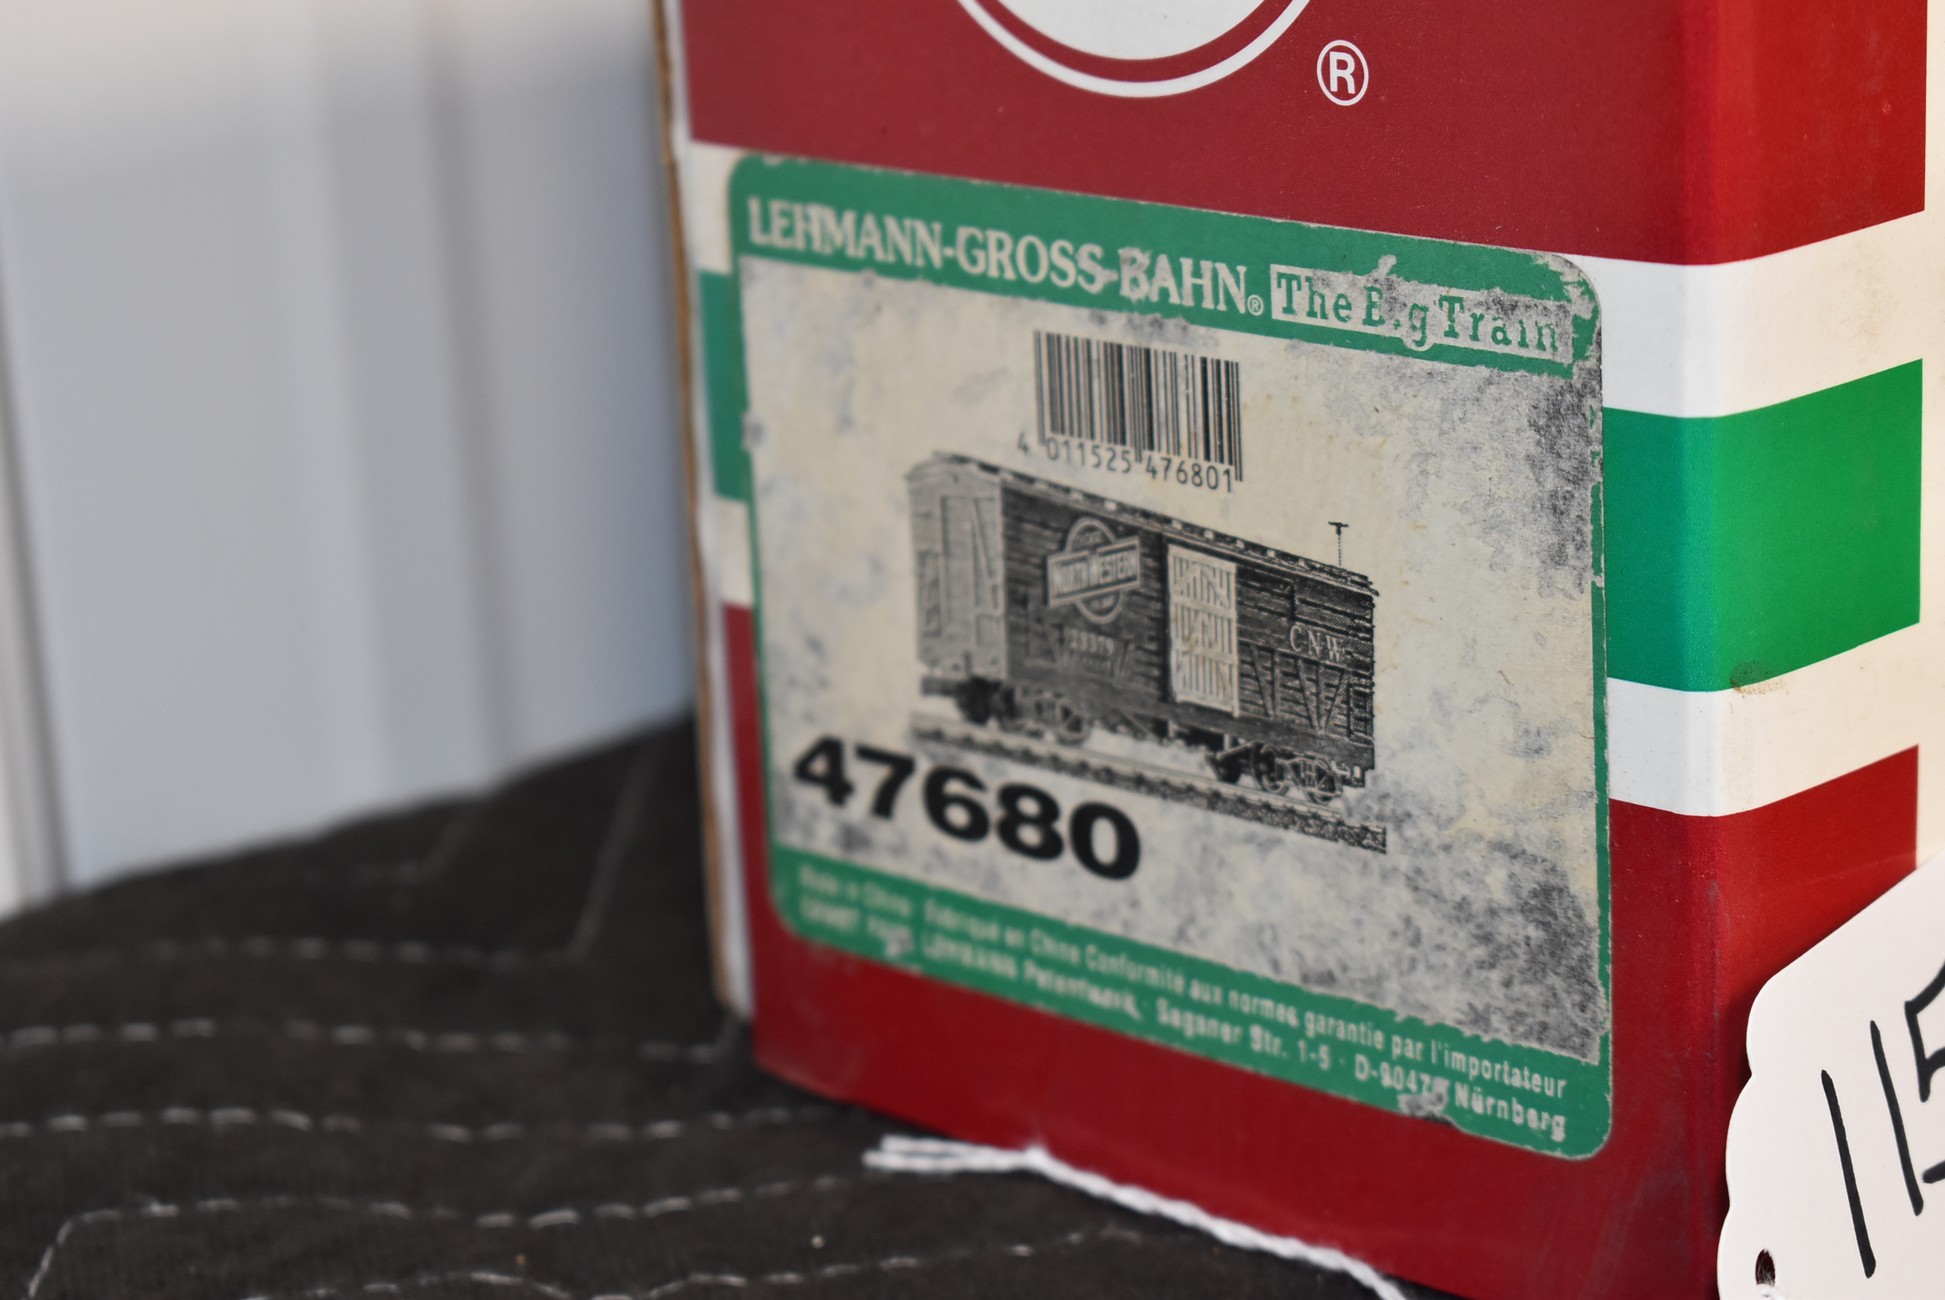 ®
LEHMANN-GROSS-BAHN® The Big Train
4 011525 476801
NORTH WESTERN
C.N.W.
47680
Made in China Fabriqué en Chine Conformité aux normes garantie par l'importateur
LEHMANN Patentwerk · Saganer Str. 1-5 · D-90475 Nürnberg
115